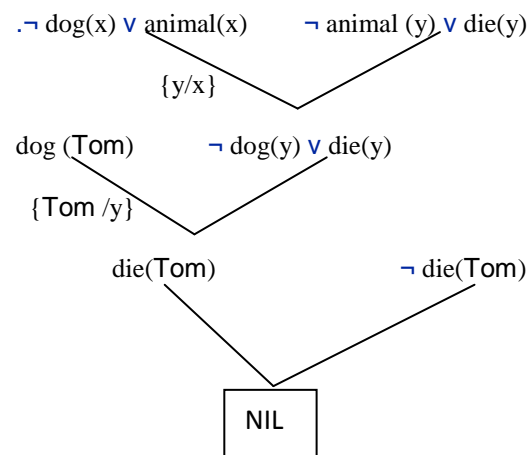 .¬ dog(x) v animal(x) ¬ animal (y) v die(y)
{y/x}
dog (Tom) ¬ dog(y) v die(y)
{Tom /y}
die(Tom) ¬ die(Tom)
NIL